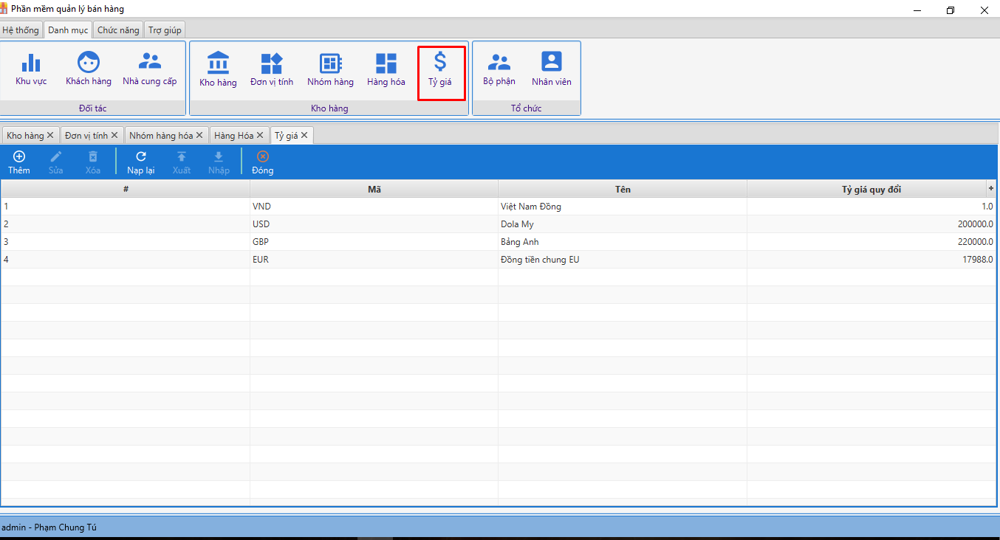 Phần mềm quản lý bán hàng
Hệ thống Danh mục Chức năng Trợ giúp
Khu vực Khách hàng Nhà cung cấp Kho hàng Đơn vị tính Nhóm hàng Hàng hóa Tỷ giá Bộ phận Nhân viên
Đối tác Kho hàng Tổ chức
Kho hàng Đơn vị tính Nhóm hàng hóa Hàng Hóa Tỷ giá
Thêm Sửa Xóa Nạp lại Xuất Nhập Đóng
# Mã Tên Tỷ giá quy đổi +
1 VND Việt Nam Đồng 1.0
2 USD Dola My 200000.0
3 GBP Bảng Anh 220000.0
4 EUR Đồng tiền chung EU 17988.0
admin - Phạm Chung Tú